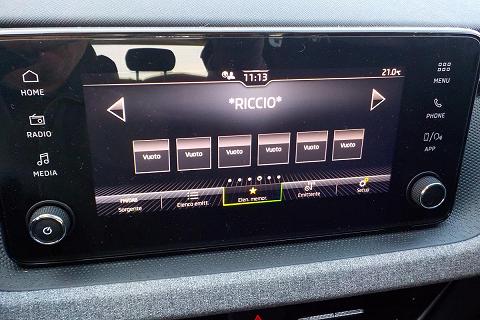 11:13
21.0°C
*RICCIO*
Vuoto Vuoto Vuoto Vuoto Vuoto Vuoto
Sorgente
Elenco emitt.
Elen. memor.
Emittente
Setup
HOME
RADIO
MEDIA
MENU
PHONE
APP